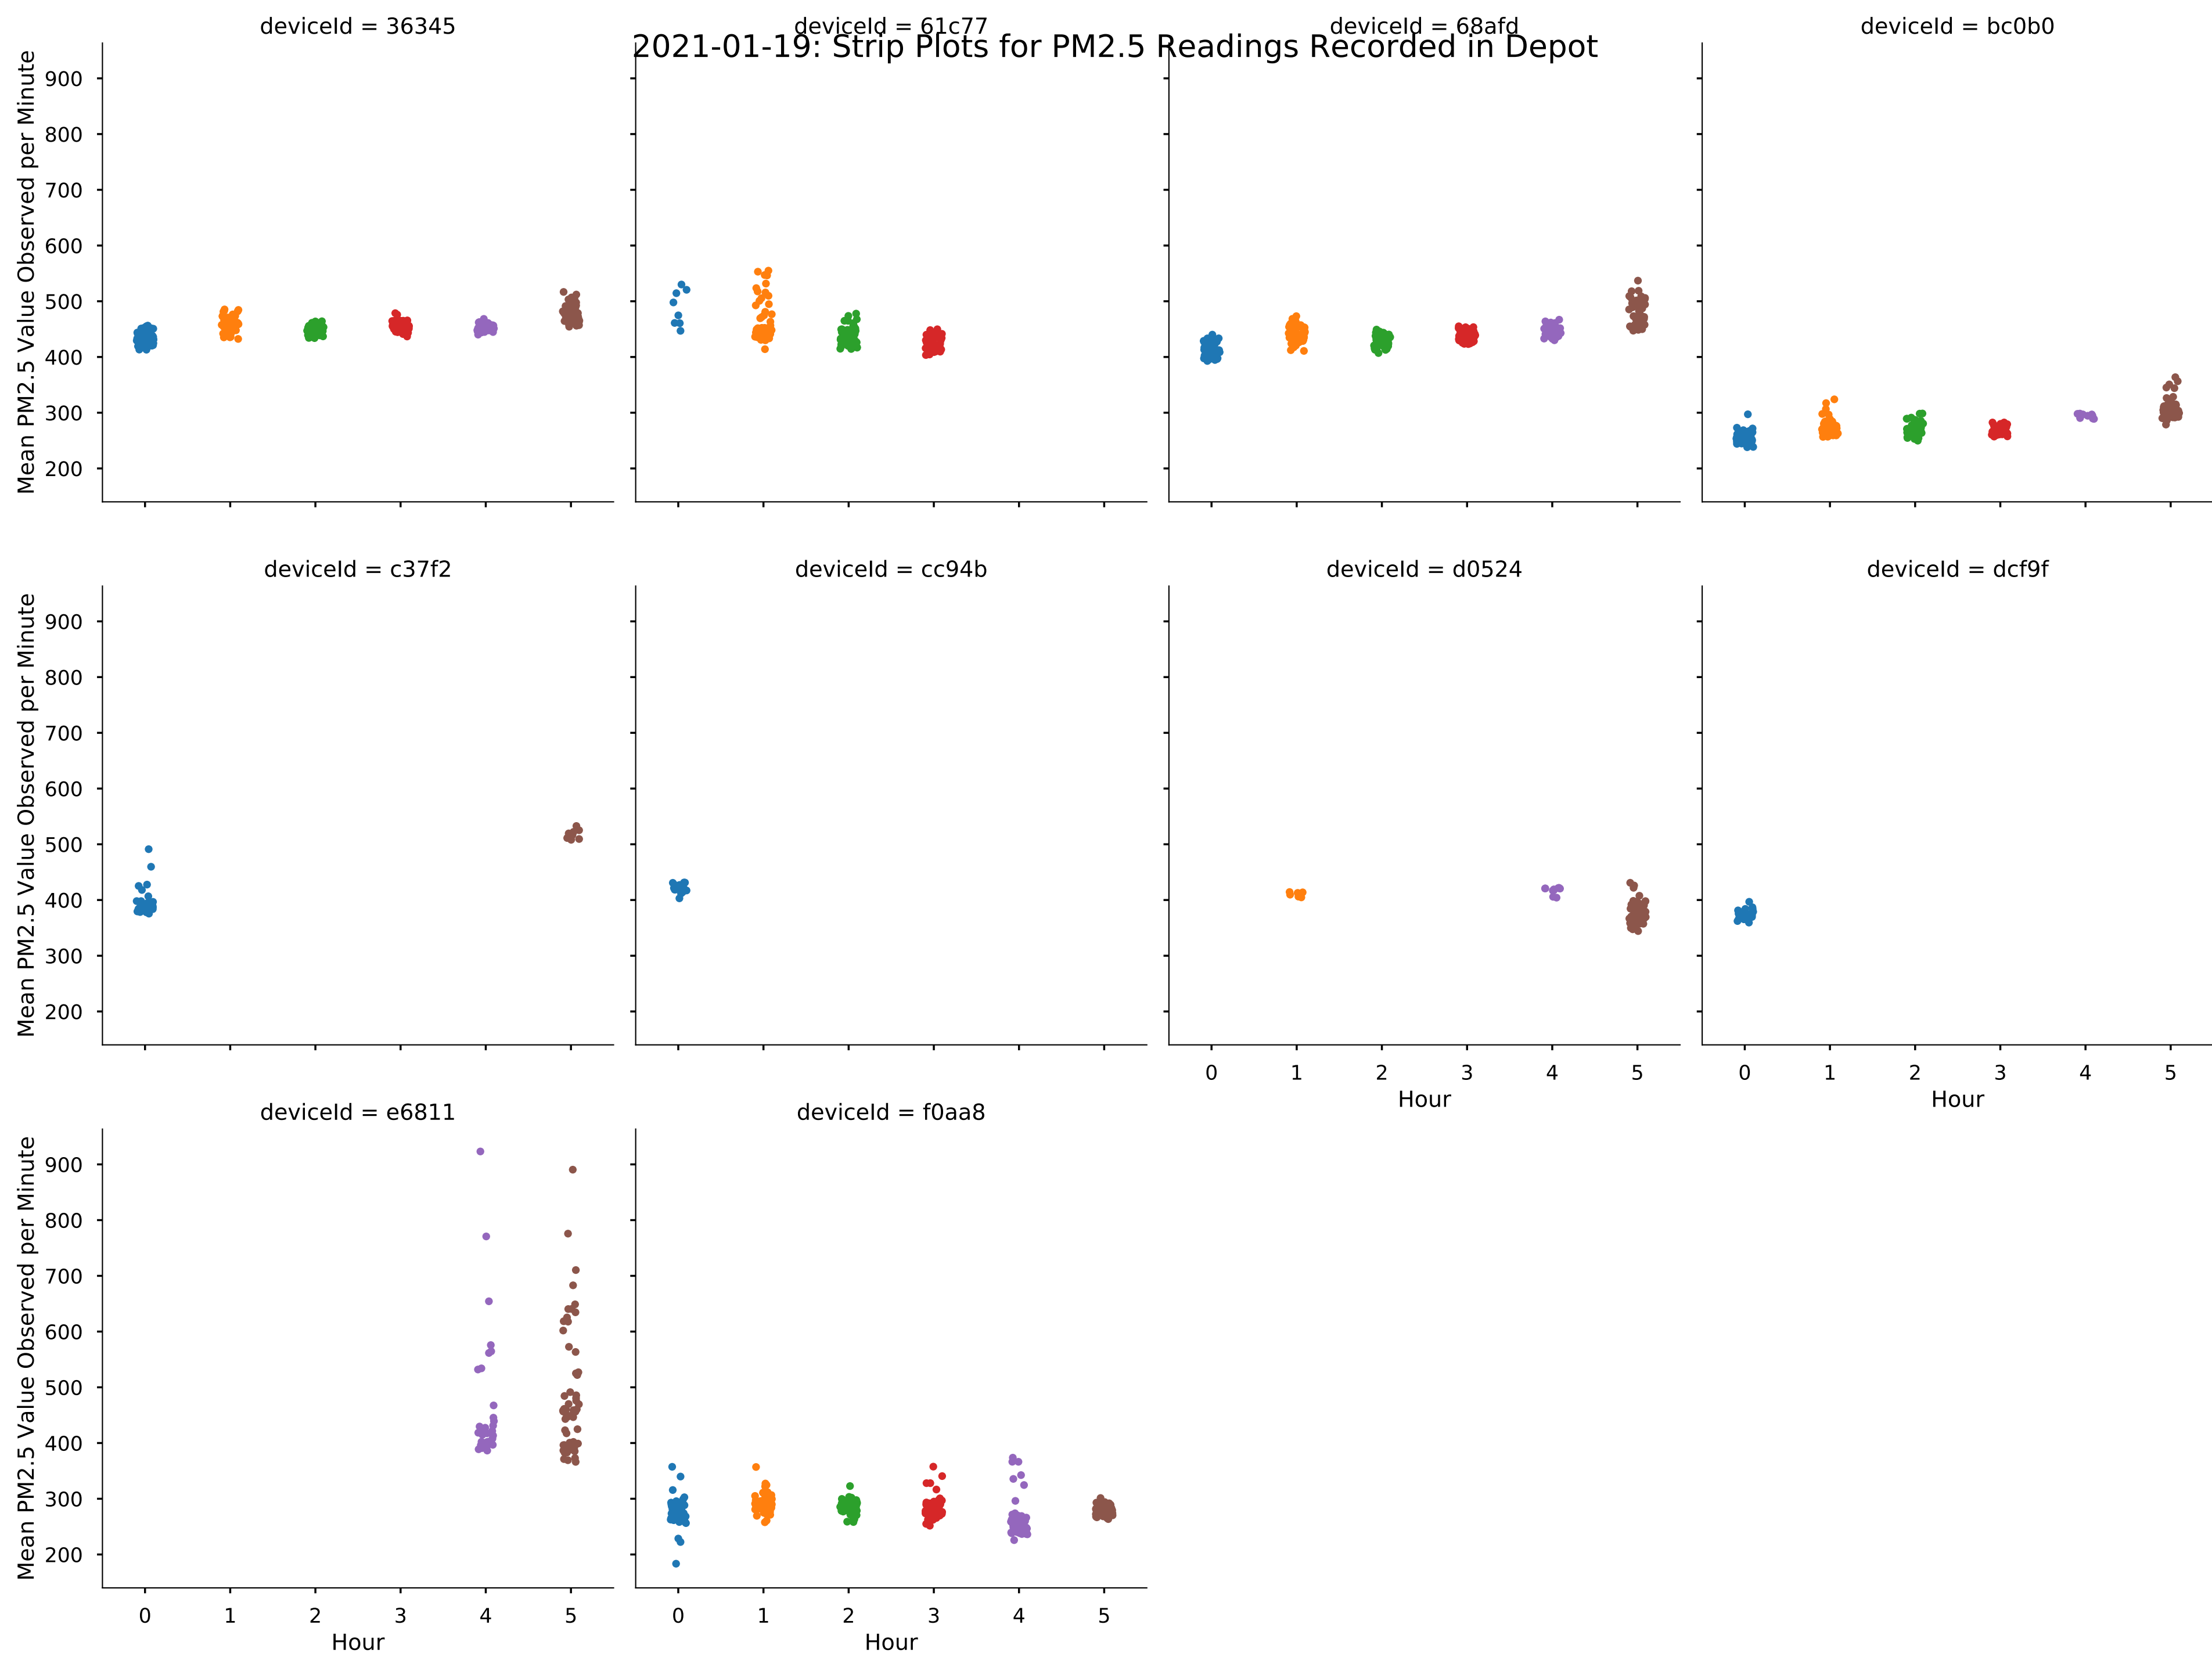 deviceId = 36345
deviceId = 61c77
deviceId = 68afd
deviceId = bc0b0
2021-01-19: Strip Plots for PM2.5 Readings Recorded in Depot
Mean PM2.5 Value Observed per Minute
900
800
700
600
500
400
300
200
deviceId = c37f2
deviceId = cc94b
deviceId = d0524
deviceId = dcf9f
Mean PM2.5 Value Observed per Minute
900
800
700
600
500
400
300
200
0 1 2 3 4 5
Hour
0 1 2 3 4 5
Hour
deviceId = e6811
deviceId = f0aa8
Mean PM2.5 Value Observed per Minute
900
800
700
600
500
400
300
200
0 1 2 3 4 5
Hour
0 1 2 3 4 5
Hour